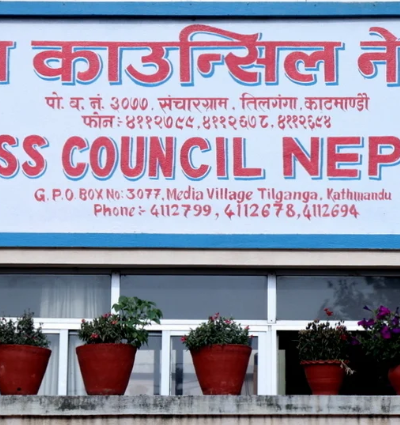 काउन्सिल ने
पो. व. नं. ३०७७, संचारग्राम, तिलगंगा, काठमाण्डौ
फोन:- ४११२७९९, ४११२६७८, ४११२६९४
SS COUNCIL NEP
G.P.O BOX No: 3077, Media Village Tilganga, Kathmandu
Phone:- 4112799, 4112678, 4112694